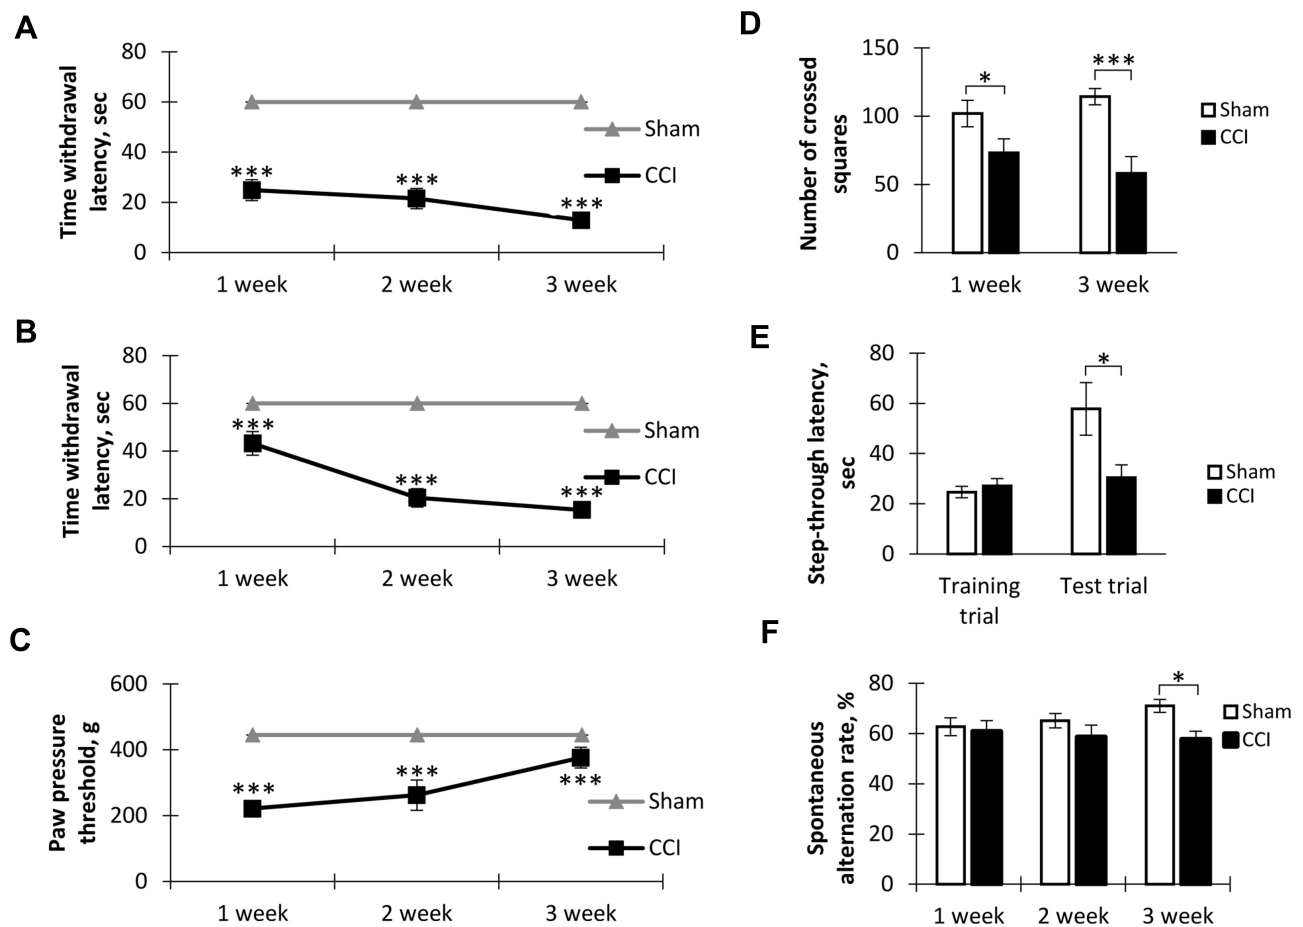 A
Time withdrawal
latency, sec
80
60
40
20
0
***
***
***
Sham
CCI
1 week
2 week
3 week
B
Time withdrawal
latency, sec
80
60
40
20
0
***
***
***
Sham
CCI
1 week
2 week
3 week
C
Paw pressure
threshold, g
600
400
200
0
***
***
***
Sham
CCI
1 week
2 week
3 week
D
Number of crossed
squares
150
100
50
0
*
***
Sham
CCI
1 week
3 week
E
Step-through latency,
sec
80
60
40
20
0
*
Sham
CCI
Training
trial
Test trial
F
Spontaneous
alternation rate, %
80
60
40
20
0
*
Sham
CCI
1 week
2 week
3 week